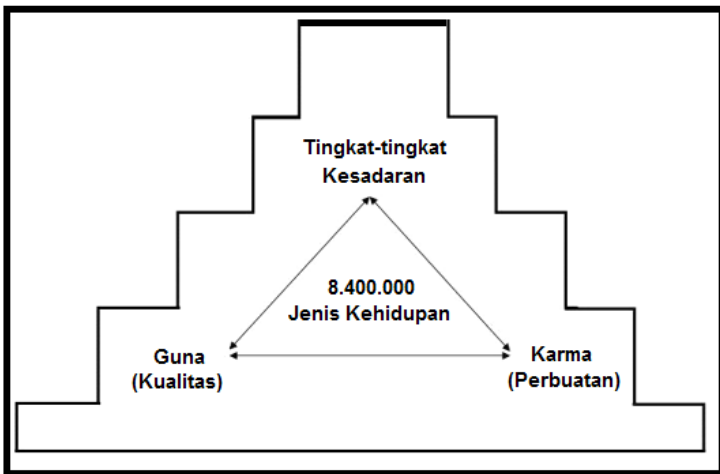 Tingkat-tingkat
Kesadaran
8.400.000
Jenis Kehidupan
Guna
(Kualitas)
Karma
(Perbuatan)